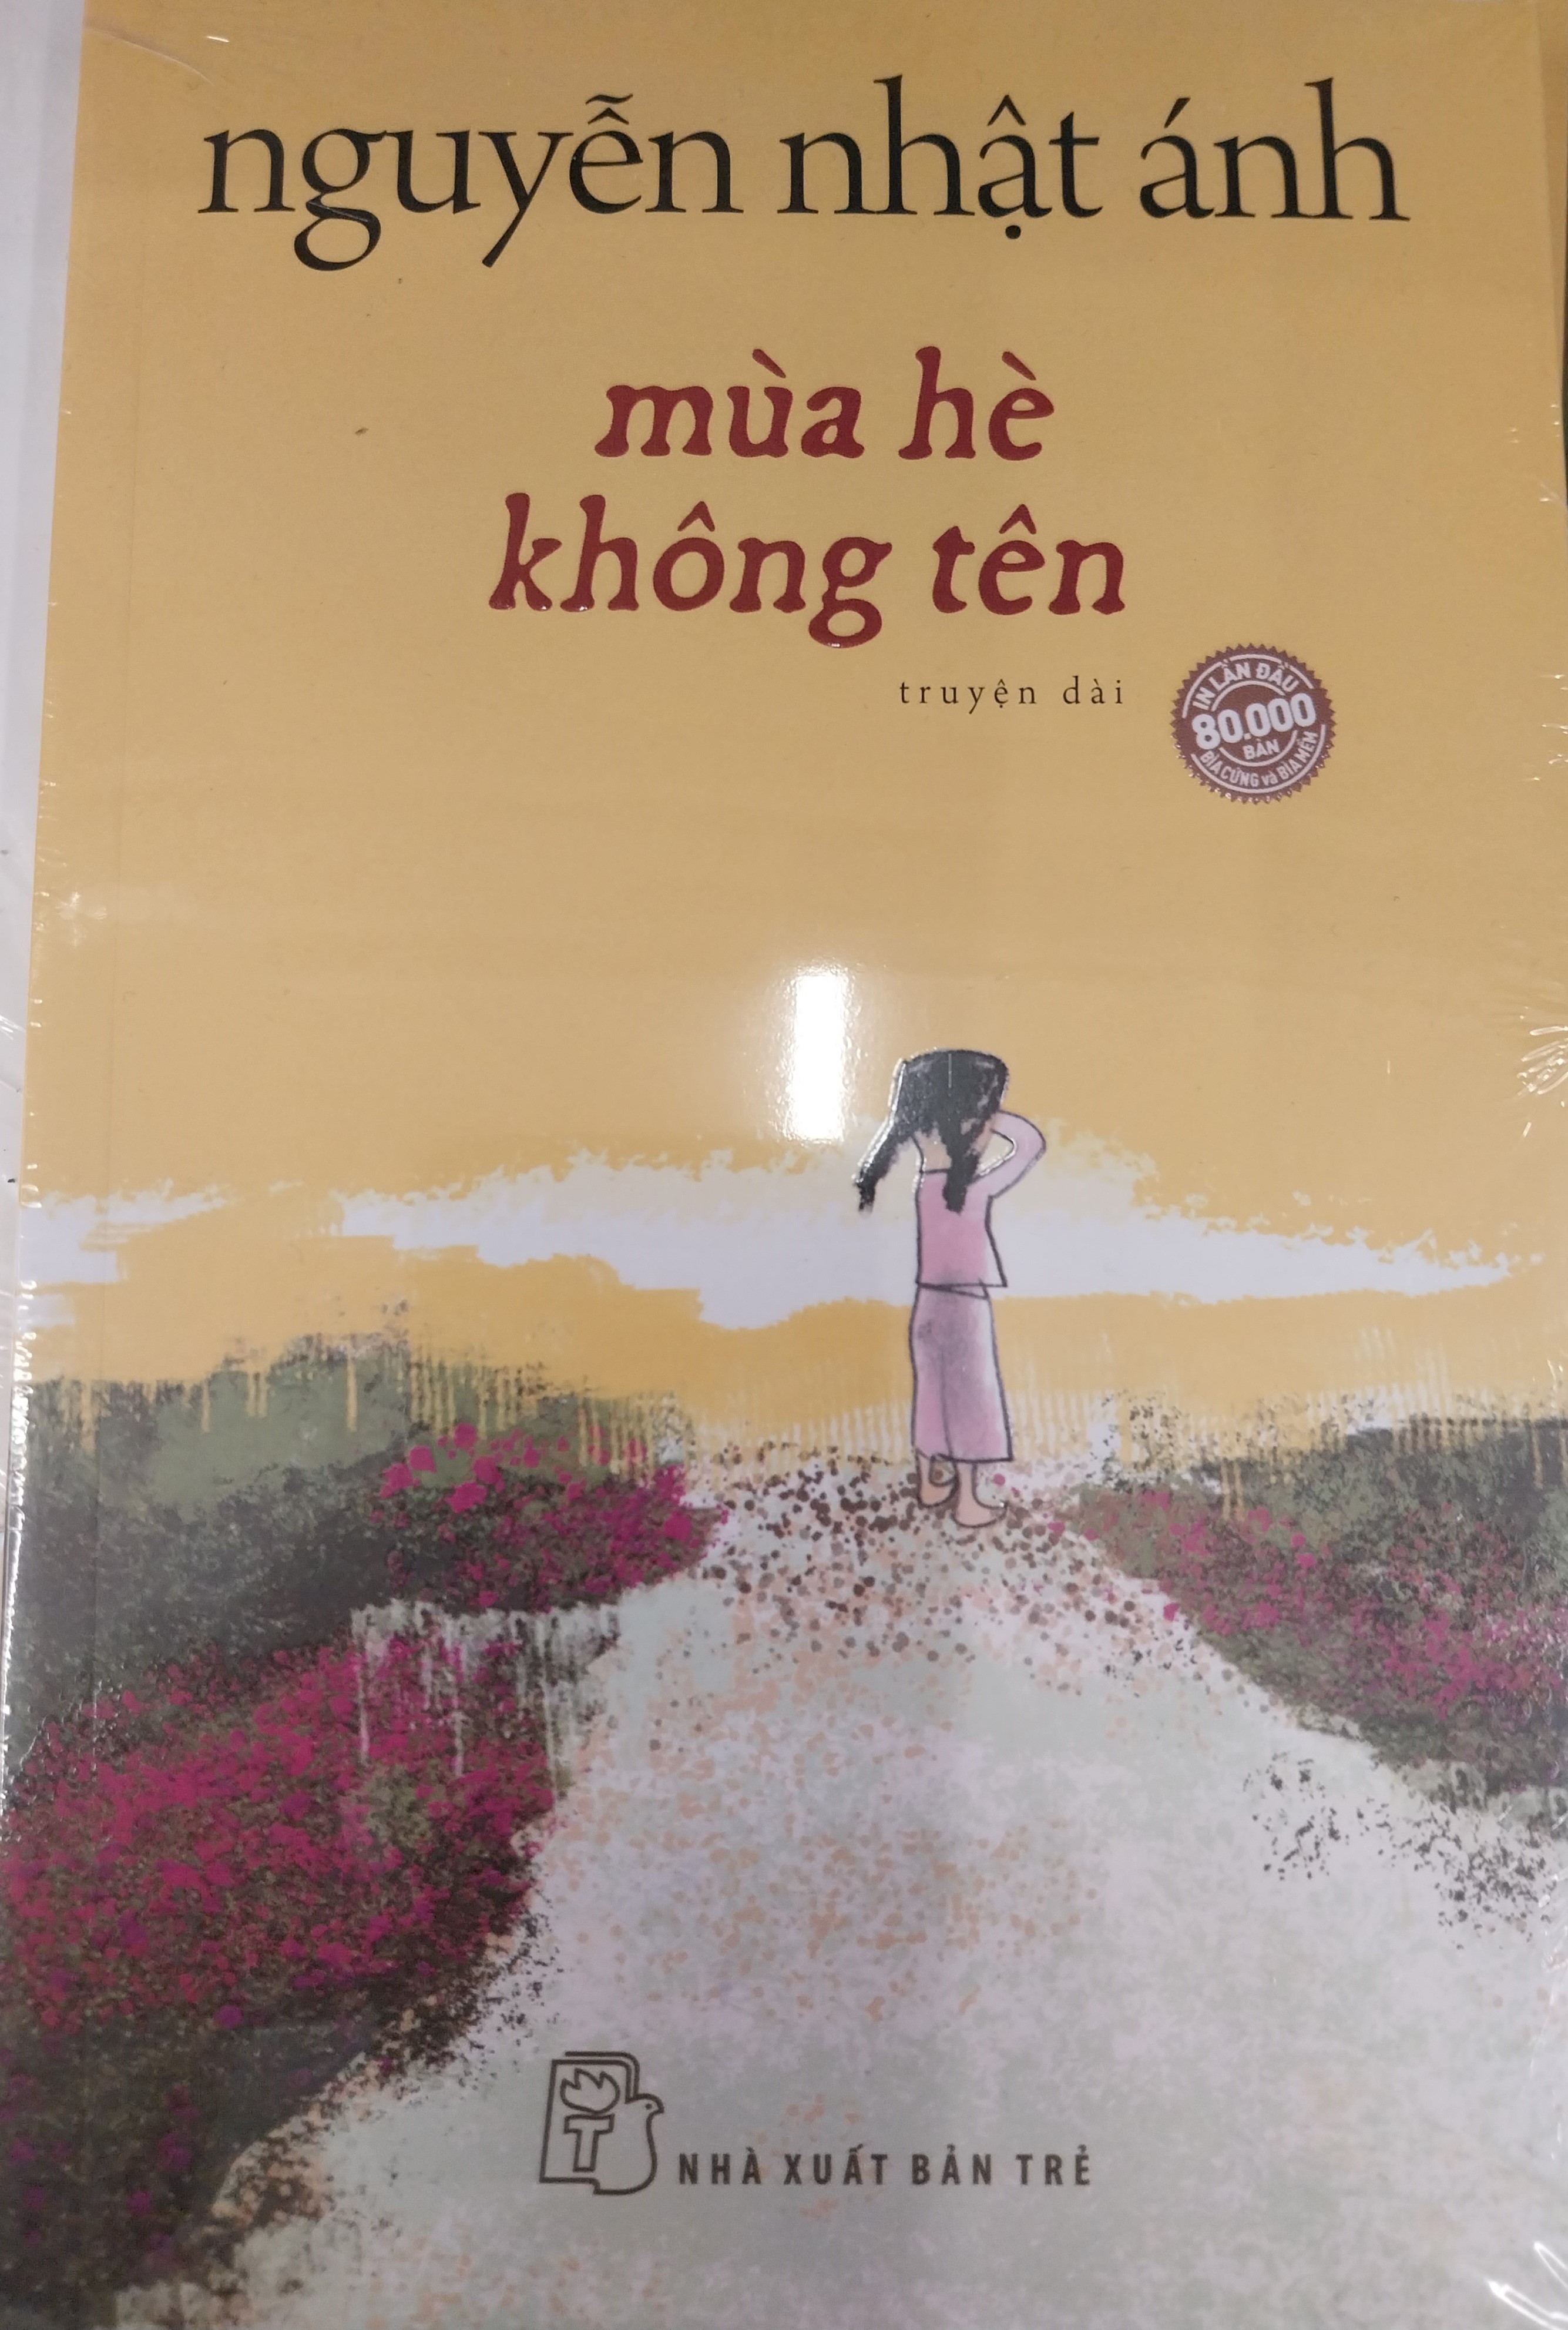 nguyễn nhật ánh
mùa hè
không tên
truyện dài
IN LẦN ĐẦU
80.000
BẢN
BÌA CỨNG và BÌA MỀM
T
NHÀ XUẤT BẢN TRẺ